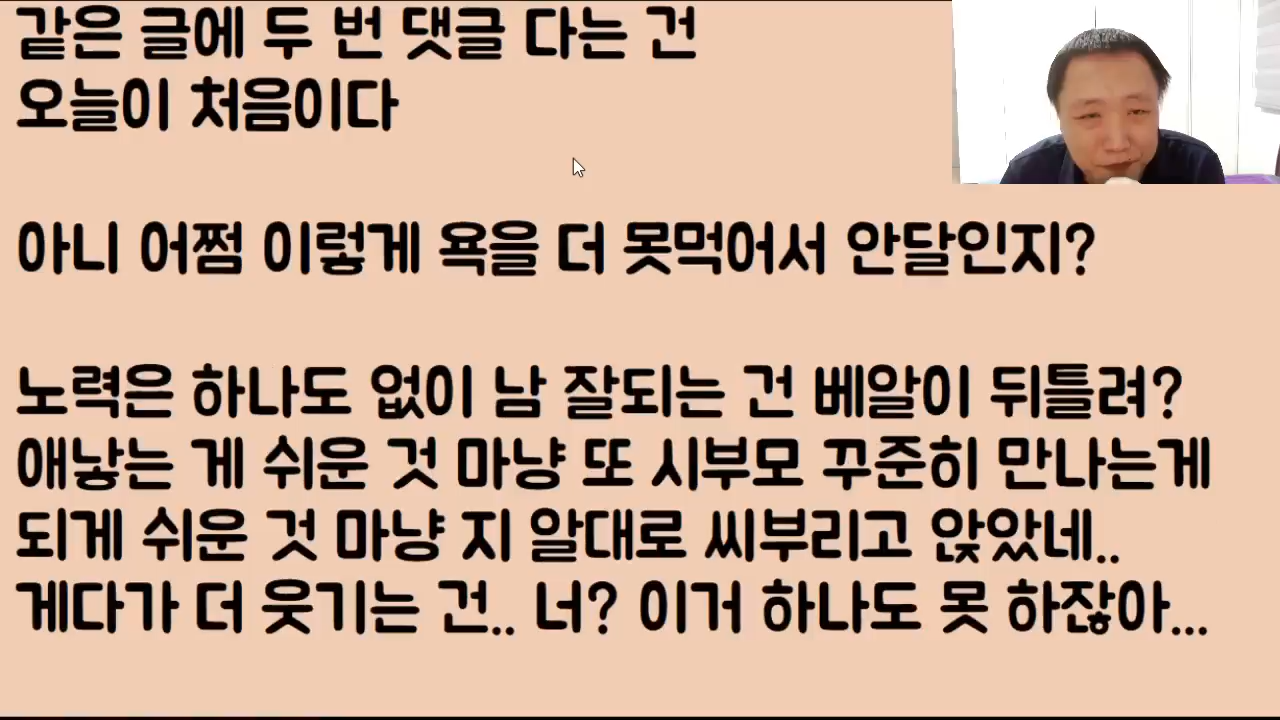 같은 글에 두 번 댓글 다는 건
오늘이 처음이다
아니 어쩜 이렇게 욕을 더 못먹어서 안달인지?
노력은 하나도 없이 남 잘되는 건 베알이 뒤틀려?
애낳는 게 쉬운 것 마냥 또 시부모 꾸준히 만나는게
되게 쉬운 것 마냥 지 알대로 씨부리고 앉았네..
게다가 더 웃기는 건.. 너? 이거 하나도 못 하잖아...